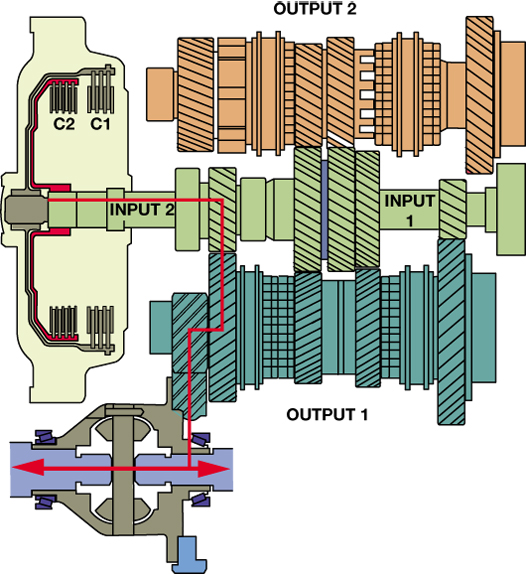 OUTPUT 2
C2 C1
INPUT 2
INPUT
1
OUTPUT 1